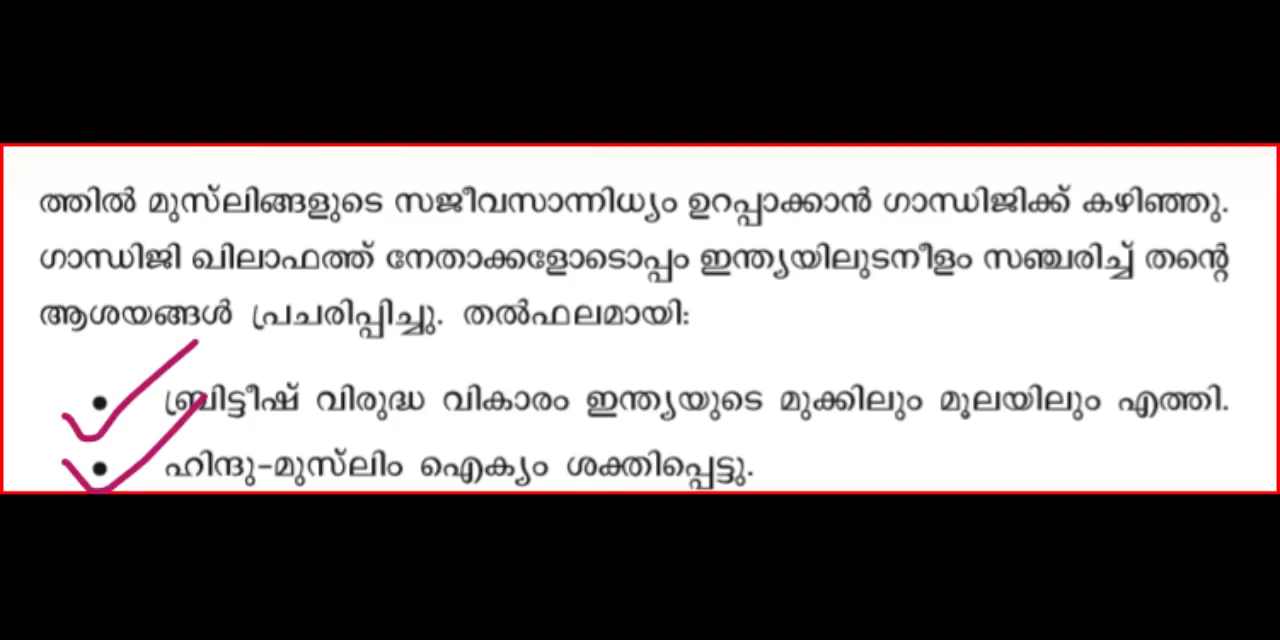 ത്തിൽ മുസ്‌ലിങ്ങളുടെ സജീവസാന്നിധ്യം ഉറപ്പാക്കാൻ ഗാന്ധിജിക്ക് കഴിഞ്ഞു.
ഗാന്ധിജി ഖിലാഫത്ത് നേതാക്കളോടൊപ്പം ഇന്ത്യയിലുടനീളം സഞ്ചരിച്ച് തന്റെ
ആശയങ്ങൾ പ്രചരിപ്പിച്ചു. തൽഫലമായി:
• ബ്രിട്ടീഷ് വിരുദ്ധ വികാരം ഇന്ത്യയുടെ മുക്കിലും മൂലയിലും എത്തി.
• ഹിന്ദു-മുസ്‌ലിം ഐക്യം ശക്തിപ്പെട്ടു.